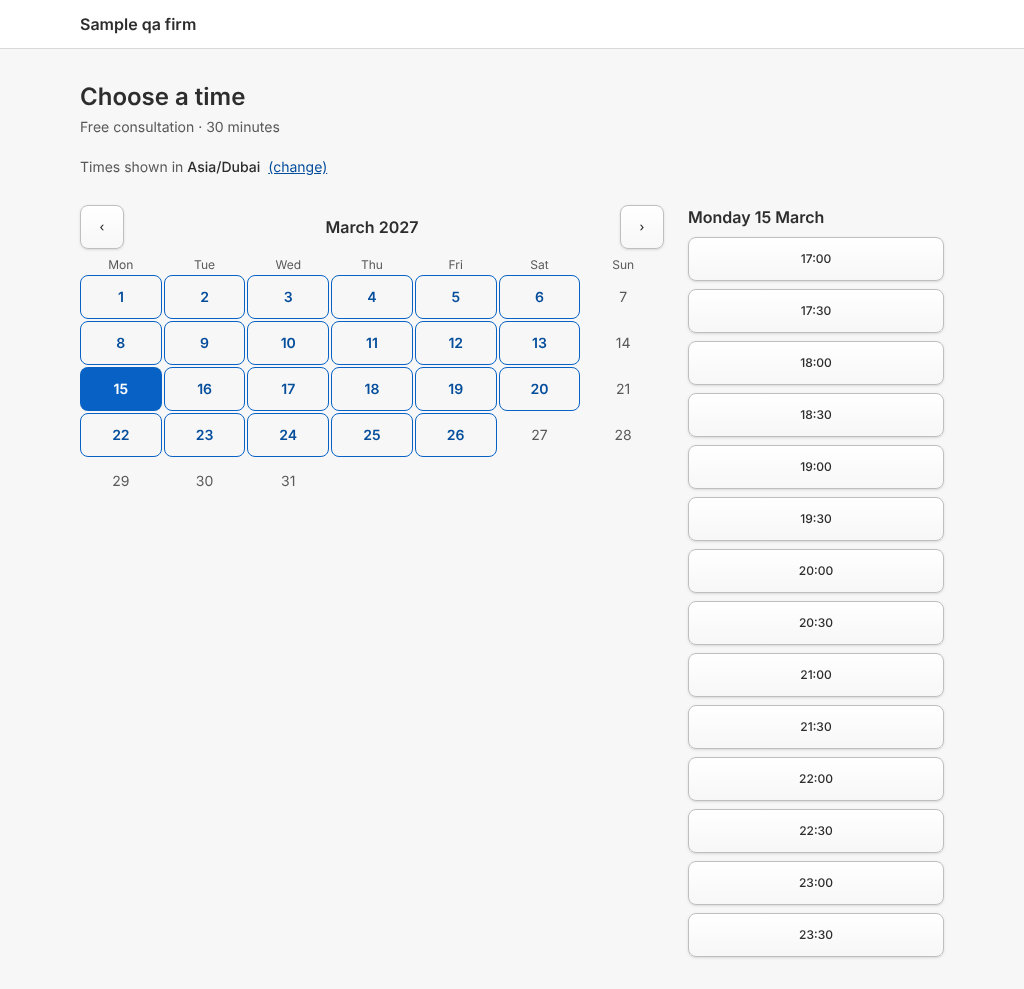 Sample qa firm
Choose a time
Free consultation · 30 minutes
Times shown in Asia/Dubai (change)
‹ March 2027 ›
Mon Tue Wed Thu Fri Sat Sun
1 2 3 4 5 6 7
8 9 10 11 12 13 14
15 16 17 18 19 20 21
22 23 24 25 26 27 28
29 30 31
Monday 15 March
17:00
17:30
18:00
18:30
19:00
19:30
20:00
20:30
21:00
21:30
22:00
22:30
23:00
23:30